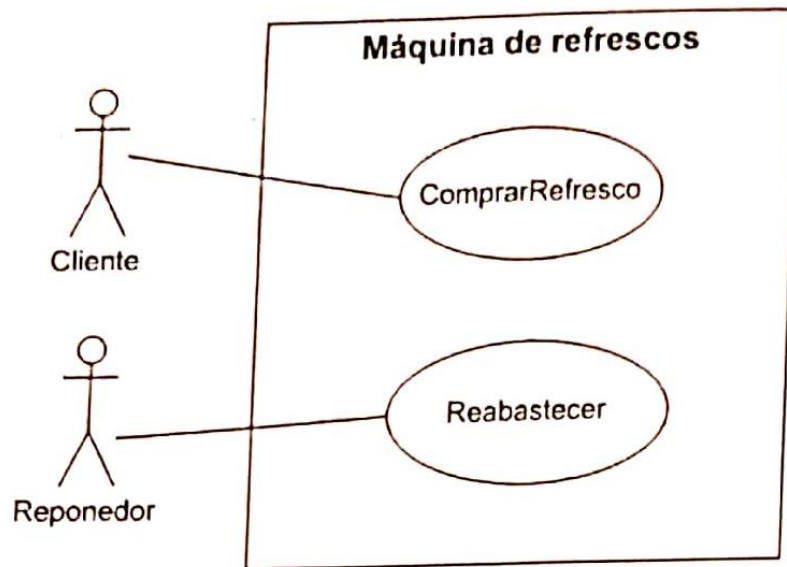 Máquina de refrescos
ComprarRefresco
Cliente
Reabastecer
Reponedor